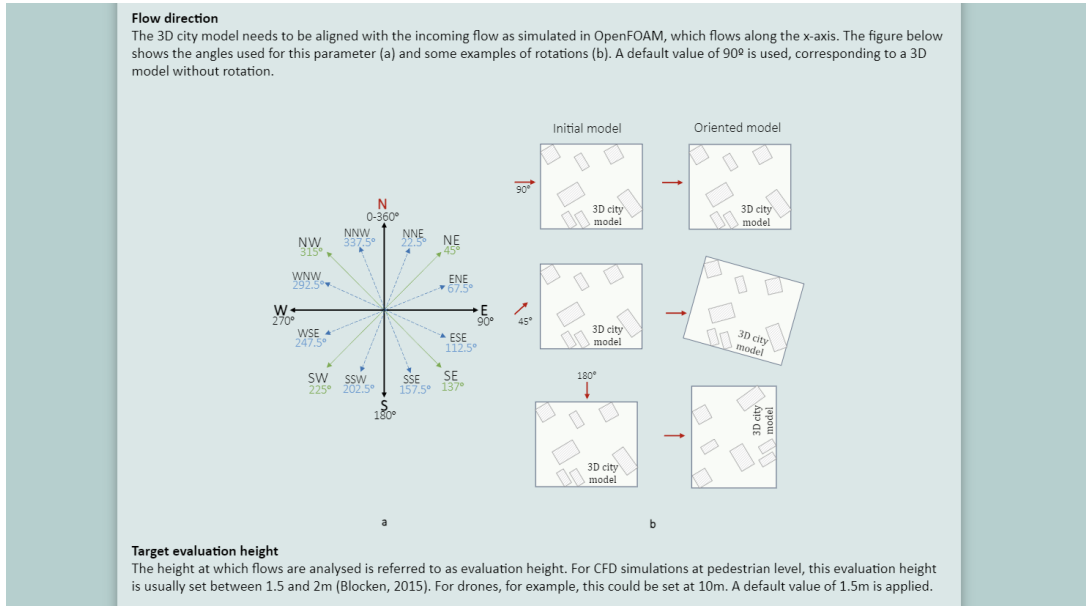 Flow direction
The 3D city model needs to be aligned with the incoming flow as simulated in OpenFOAM, which flows along the x-axis. The figure below
shows the angles used for this parameter (a) and some examples of rotations (b). A default value of 90º is used, corresponding to a 3D
model without rotation.
Initial model
Oriented model
N
0-360°
NNW
337.5°
NNE
22.5°
NW
315°
NE
45°
WNW
292.5°
ENE
67.5°
W
270°
E
90°
WSE
247.5°
ESE
112.5°
SW
225°
SSW
202.5°
SSE
157.5°
SE
137°
S
180°
90°
3D city
model
3D city
model
45°
3D city
model
3D city
model
180°
3D city
model
3D city
model
a
b
Target evaluation height
The height at which flows are analysed is referred to as evaluation height. For CFD simulations at pedestrian level, this evaluation height
is usually set between 1.5 and 2m (Blocken, 2015). For drones, for example, this could be set at 10m. A default value of 1.5m is applied.